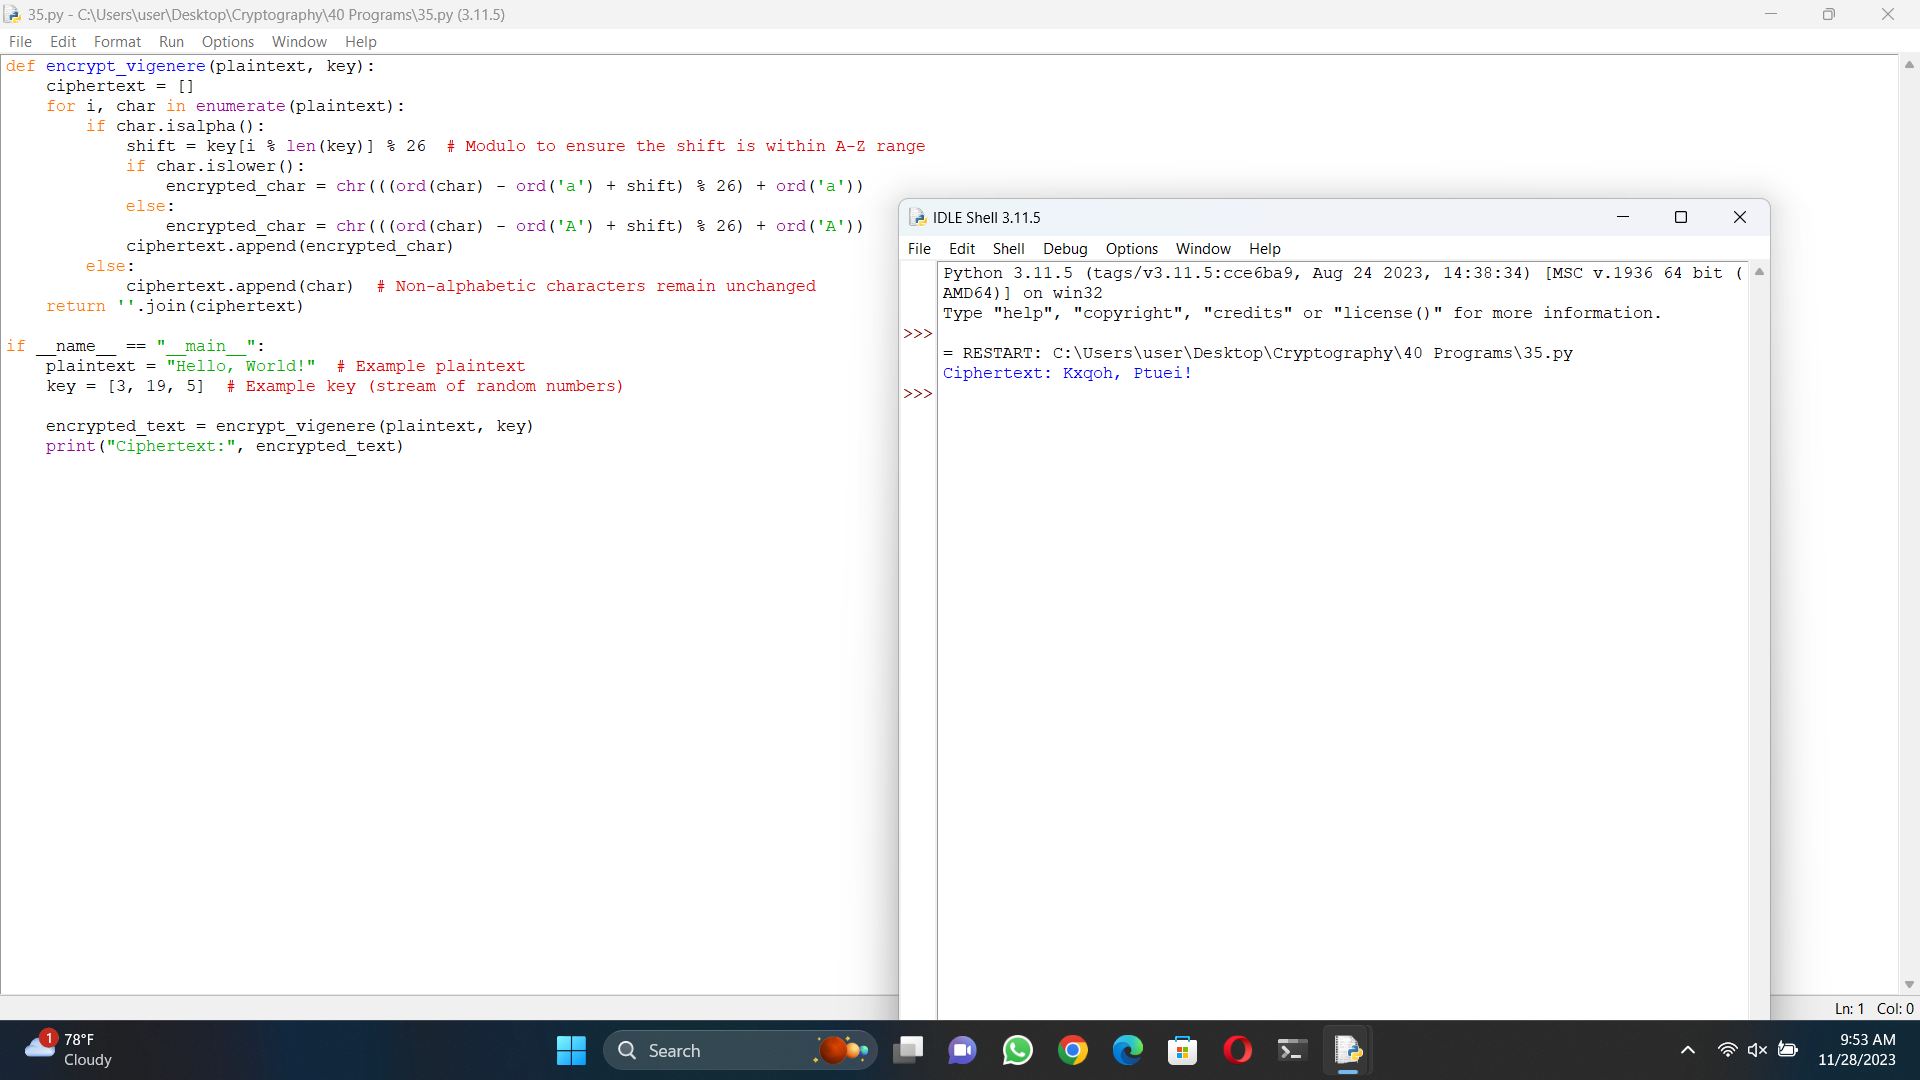 35.py - C:\Users\user\Desktop\Cryptography\40 Programs\35.py (3.11.5)
File Edit Format Run Options Window Help
def encrypt_vigenere(plaintext, key):
    ciphertext = []
    for i, char in enumerate(plaintext):
        if char.isalpha():
            shift = key[i % len(key)] % 26  # Modulo to ensure the shift is within A-Z range
            if char.islower():
                encrypted_char = chr(((ord(char) - ord('a') + shift) % 26) + ord('a'))
            else:
                encrypted_char = chr(((ord(char) - ord('A') + shift) % 26) + ord('A'))
            ciphertext.append(encrypted_char)
        else:
            ciphertext.append(char)  # Non-alphabetic characters remain unchanged
    return ''.join(ciphertext)
if __name__ == "__main__":
    plaintext = "Hello, World!"  # Example plaintext
    key = [3, 19, 5]  # Example key (stream of random numbers)
    encrypted_text = encrypt_vigenere(plaintext, key)
    print("Ciphertext:", encrypted_text)
IDLE Shell 3.11.5
File Edit Shell Debug Options Window Help
Python 3.11.5 (tags/v3.11.5:cce6ba9, Aug 24 2023, 14:38:34) [MSC v.1936 64 bit (
AMD64)] on win32
Type "help", "copyright", "credits" or "license()" for more information.
>>>
= RESTART: C:\Users\user\Desktop\Cryptography\40 Programs\35.py
Ciphertext: Kxqoh, Ptuei!
>>>
Ln: 1 Col: 0
1
78°F
Cloudy
Search
9:53 AM
11/28/2023